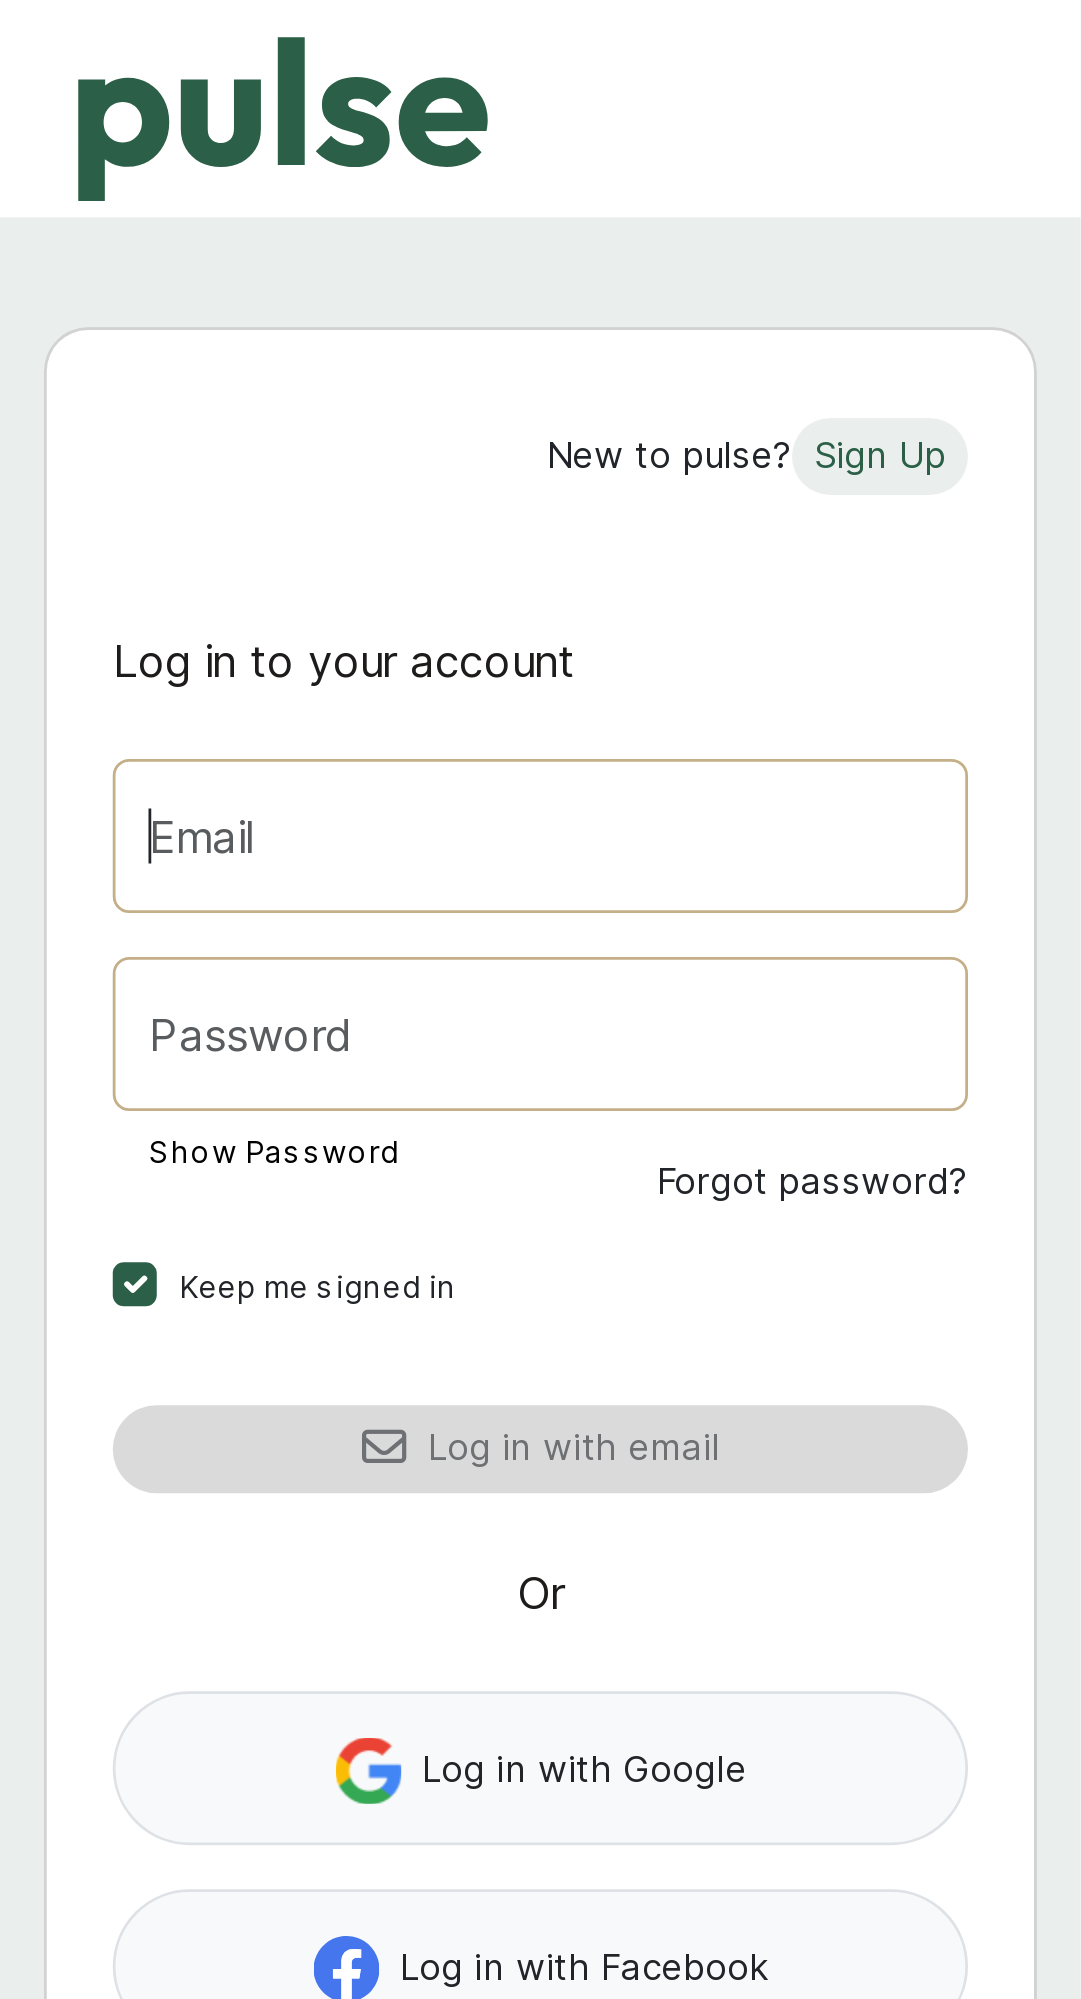 pulse
New to pulse? Sign Up
Log in to your account
Email
Password
Show Password
Forgot password?
Keep me signed in
Log in with email
Or
Log in with Google
Log in with Facebook